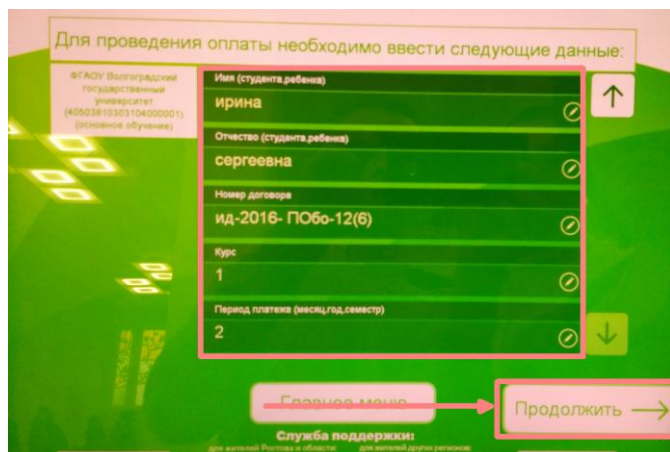 Для проведения оплаты необходимо ввести следующие данные:
ФГАОУ Волгоградский
государственный
университет
(40503810303104000001)
(основное обучение)
Имя (студента,ребенка)
ирина
Отчество (студента,ребенка)
сергеевна
Номер договора
ид-2016- ПОбо-12(6)
Курс
1
Период платежа (месяц,год,семестр)
2
Главное меню
Продолжить
Служба поддержки:
для жителей Ростова и области:
для жителей других регионов: